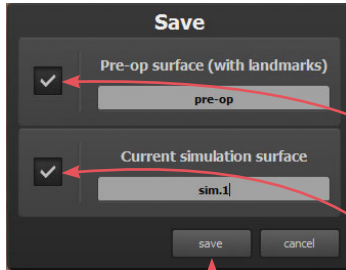 Save
Pre-op surface (with landmarks)
pre-op
Current simulation surface
sim.1
save
cancel